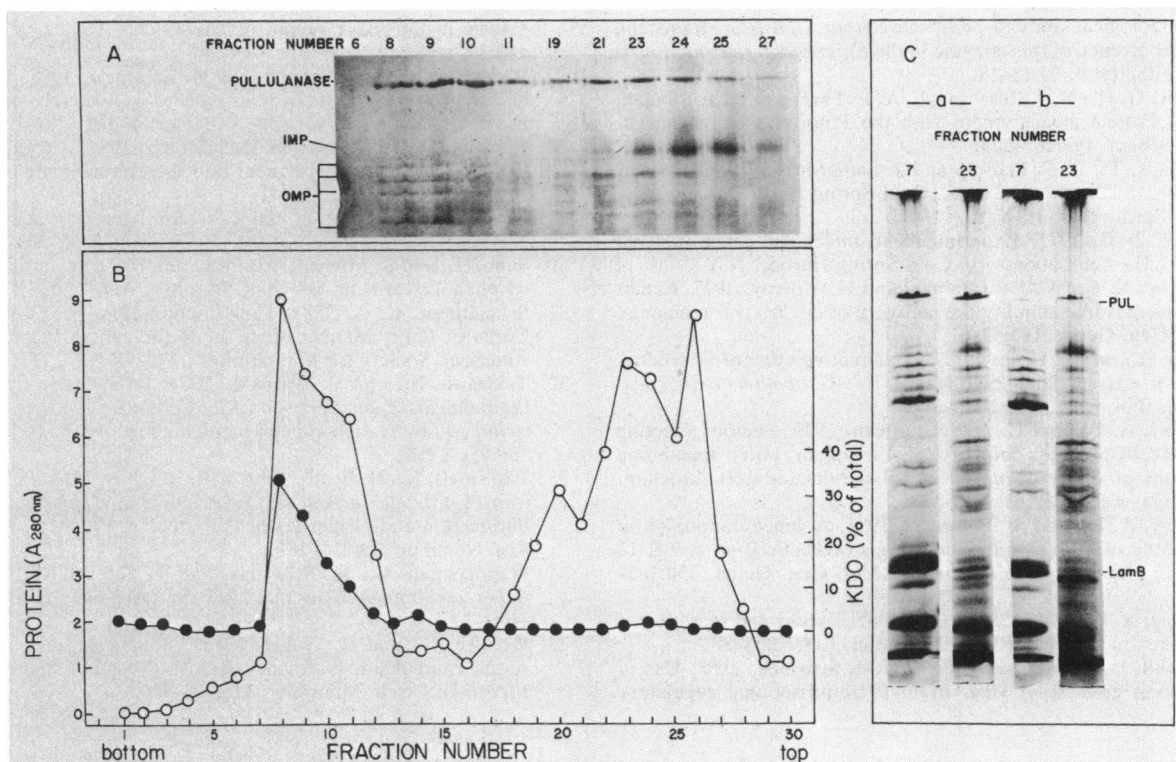 A
FRACTION NUMBER 6 8 9 10 11 19 21 23 24 25 27
PULLULANASE
IMP
OMP
B
PROTEIN (A280nm)
9
8
7
6
5
4
3
2
1
0
KDO (% of total)
40
30
20
10
0
1 5 10 15 20 25 30
bottom FRACTION NUMBER top
C
a b
FRACTION NUMBER
7 23 7 23
PUL
LamB